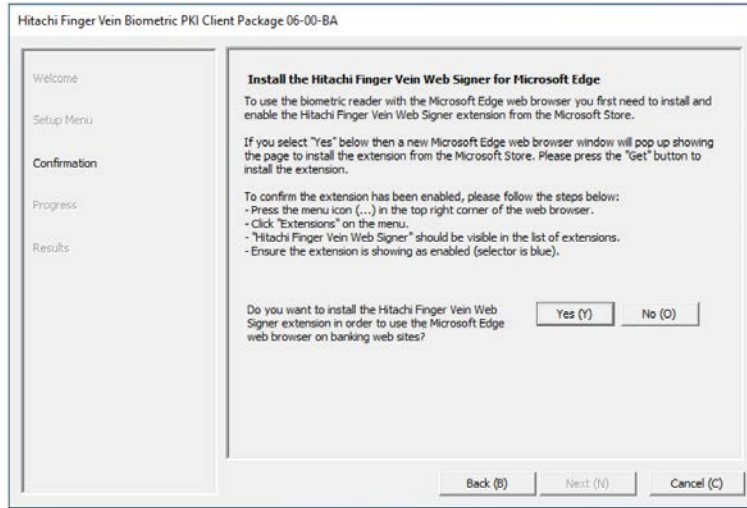 Hitachi Finger Vein Biometric PKI Client Package 06-00-BA
Welcome
Setup Menu
Confirmation
Progress
Results
Install the Hitachi Finger Vein Web Signer for Microsoft Edge
To use the biometric reader with the Microsoft Edge web browser you first need to install and
enable the Hitachi Finger Vein Web Signer extension from the Microsoft Store.
If you select "Yes" below then a new Microsoft Edge web browser window will pop up showing
the page to install the extension from the Microsoft Store. Please press the "Get" button to
install the extension.
To confirm the extension has been enabled, please follow the steps below:
- Press the menu icon (...) in the top right corner of the web browser.
- Click "Extensions" on the menu.
- "Hitachi Finger Vein Web Signer" should be visible in the list of extensions.
- Ensure the extension is showing as enabled (selector is blue).
Do you want to install the Hitachi Finger Vein Web
Signer extension in order to use the Microsoft Edge
web browser on banking web sites?
Yes (Y)
No (O)
Back (B)
Next (N)
Cancel (C)